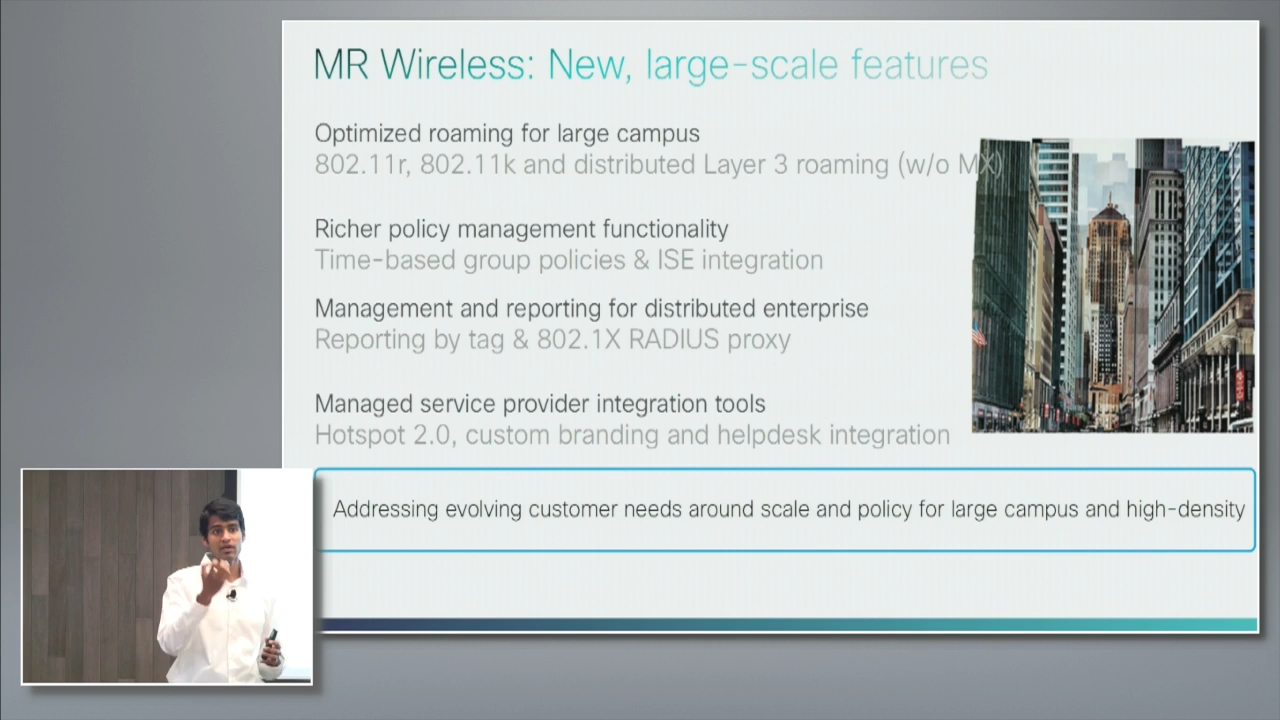 MR Wireless: New, large-scale features
Optimized roaming for large campus
802.11r, 802.11k and distributed Layer 3 roaming (w/o MX)
Richer policy management functionality
Time-based group policies & ISE integration
Management and reporting for distributed enterprise
Reporting by tag & 802.1X RADIUS proxy
Managed service provider integration tools
Hotspot 2.0, custom branding and helpdesk integration
Addressing evolving customer needs around scale and policy for large campus and high-density